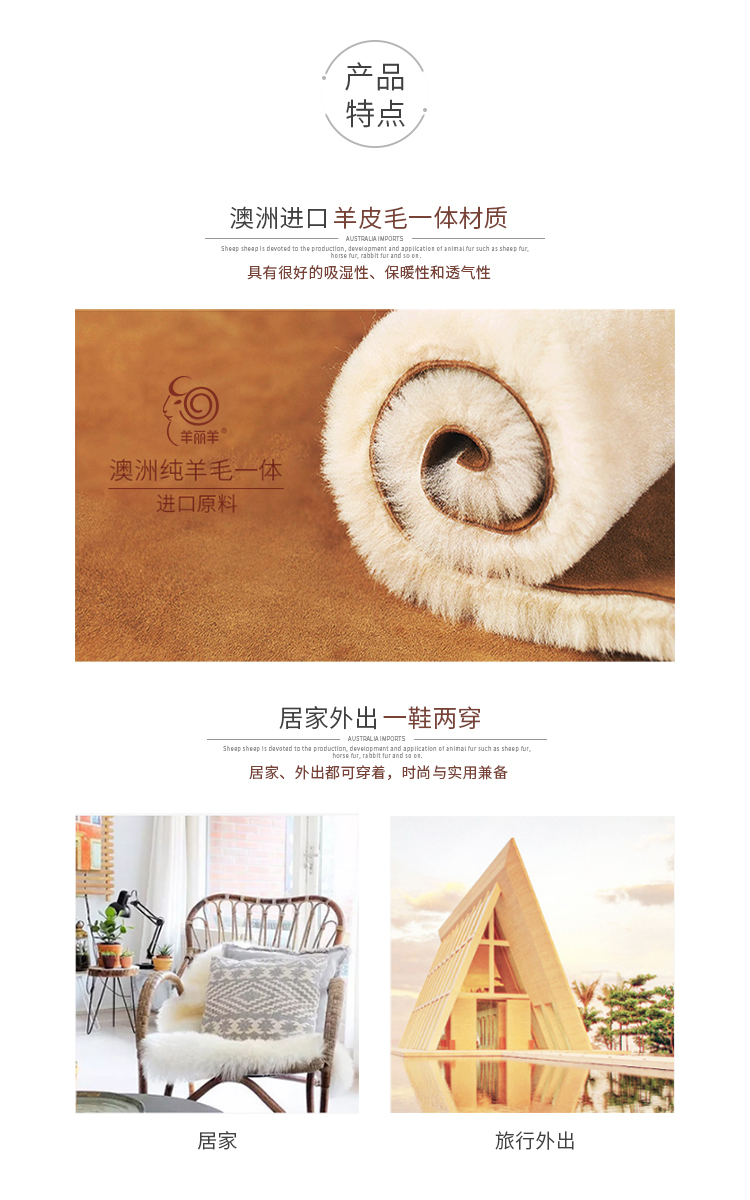 产品
特点
澳洲进口 羊皮毛一体材质
AUSTRALIA IMPORTS
Sheep sheep is devoted to the production, development and application of animal fur such as sheep fur,
horse fur, rabbit fur and so on.
具有很好的吸湿性、保暖性和透气性
羊丽羊®
澳洲纯羊毛一体
进口原料
居家外出 一鞋两穿
AUSTRALIA IMPORTS
Sheep sheep is devoted to the production, development and application of animal fur such as sheep fur,
horse fur, rabbit fur and so on.
居家、外出都可穿着，时尚与实用兼备
居家
旅行外出